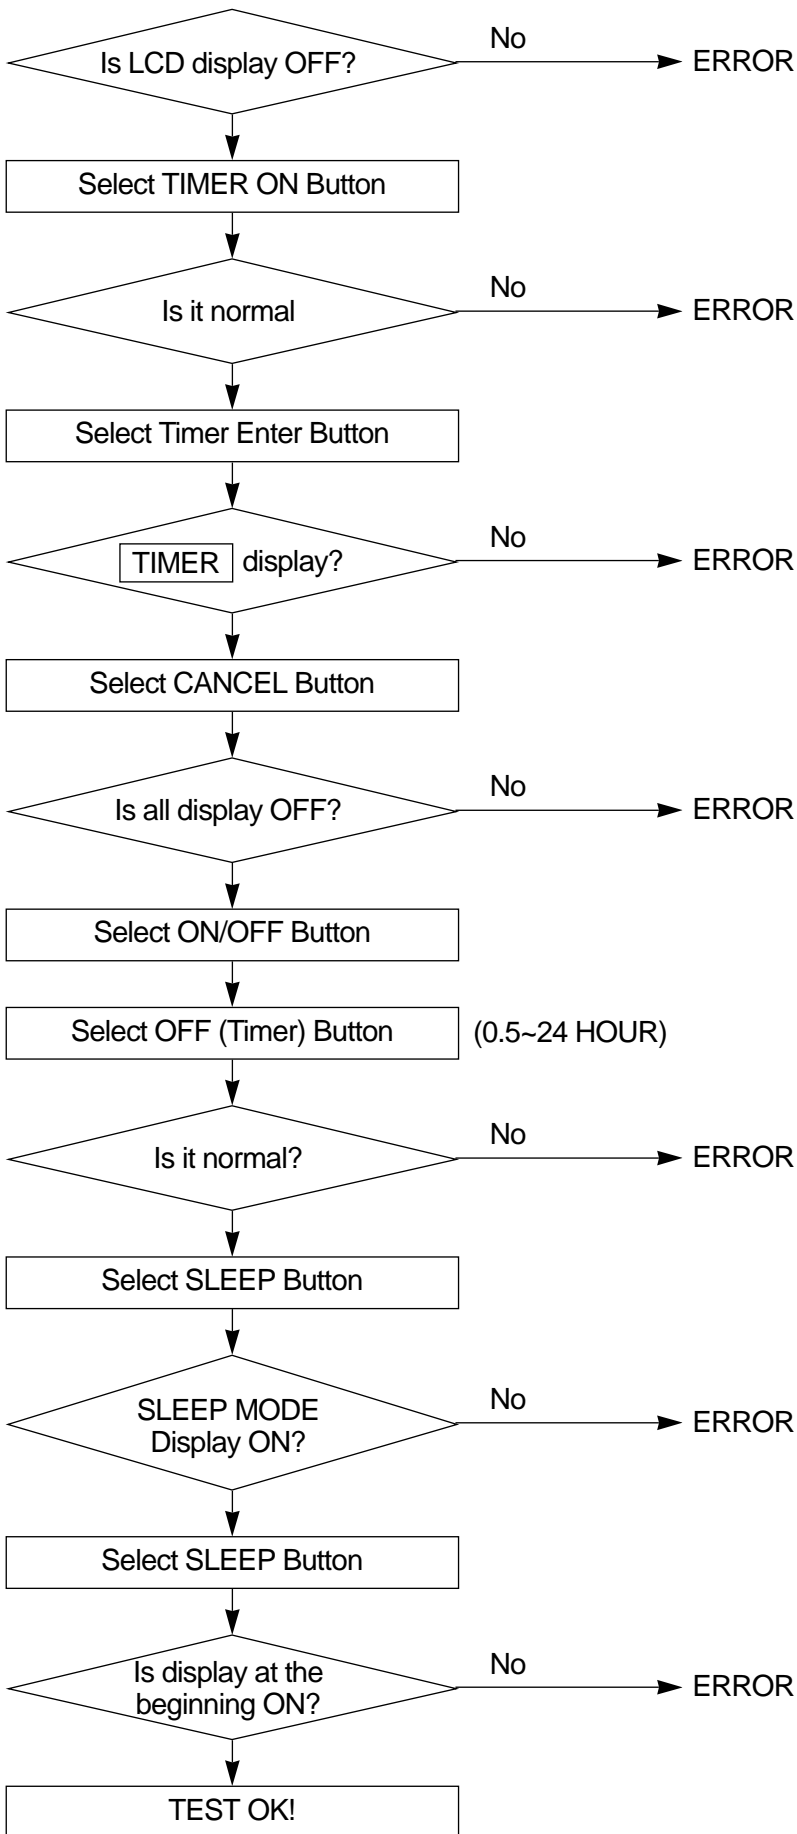 Is LCD display OFF?
No
ERROR
Select TIMER ON Button
Is it normal
No
ERROR
Select Timer Enter Button
TIMER display?
No
ERROR
Select CANCEL Button
Is all display OFF?
No
ERROR
Select ON/OFF Button
Select OFF (Timer) Button
(0.5~24 HOUR)
Is it normal?
No
ERROR
Select SLEEP Button
SLEEP MODE
Display ON?
No
ERROR
Select SLEEP Button
Is display at the
beginning ON?
No
ERROR
TEST OK!